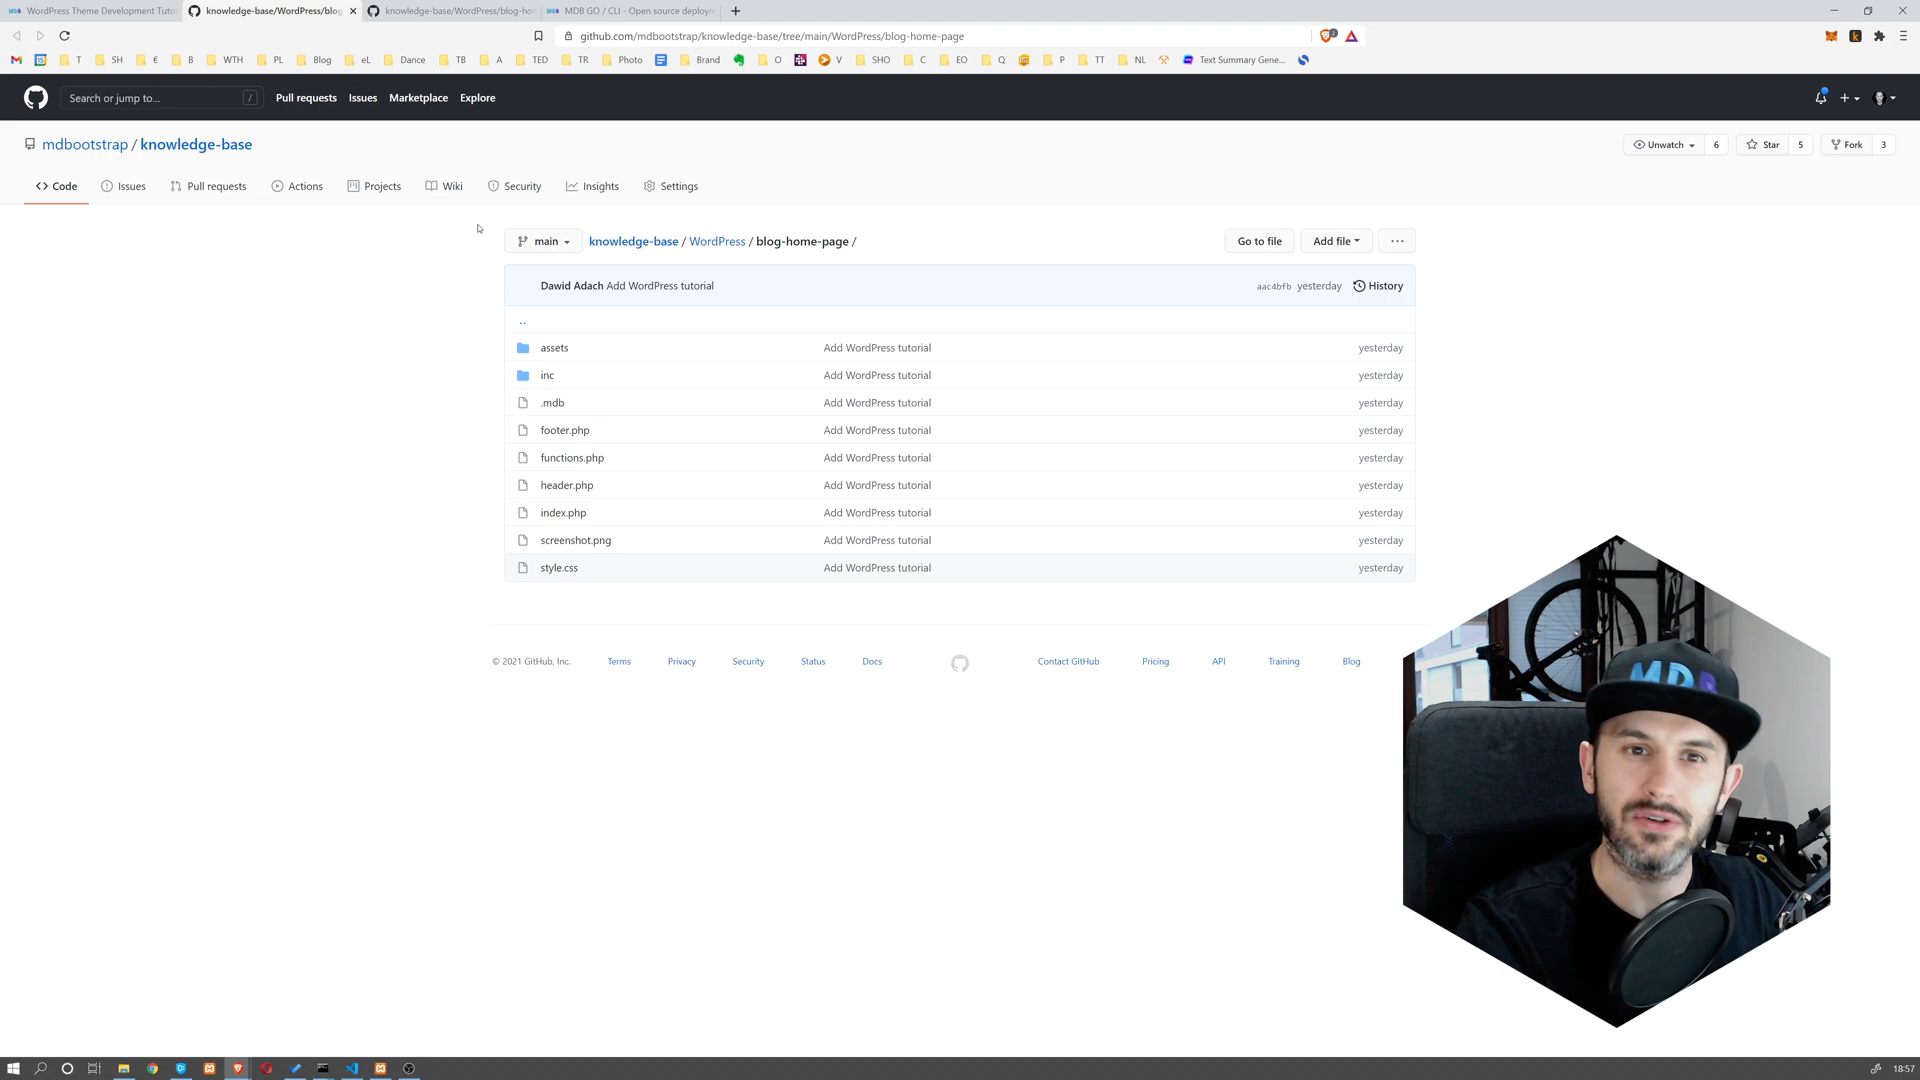 WordPress Theme Development Tuto
knowledge-base/WordPress/blog
knowledge-base/WordPress/blog-hom
MDB GO / CLI - Open source deploym
github.com/mdbootstrap/knowledge-base/tree/main/WordPress/blog-home-page
T SH € B WTH PL Blog eL Dance TB A TED TR Photo Brand O V SHO C EO Q P TT NL Text Summary Gene...
Search or jump to... /
Pull requests Issues Marketplace Explore
mdbootstrap / knowledge-base
Unwatch 6 Star 5 Fork 3
Code Issues Pull requests Actions Projects Wiki Security Insights Settings
main knowledge-base / WordPress / blog-home-page /
Go to file Add file ...
Dawid Adach Add WordPress tutorial aac4bfb yesterday History
..
assets Add WordPress tutorial yesterday
inc Add WordPress tutorial yesterday
.mdb Add WordPress tutorial yesterday
footer.php Add WordPress tutorial yesterday
functions.php Add WordPress tutorial yesterday
header.php Add WordPress tutorial yesterday
index.php Add WordPress tutorial yesterday
screenshot.png Add WordPress tutorial yesterday
style.css Add WordPress tutorial yesterday
© 2021 GitHub, Inc. Terms Privacy Security Status Docs Contact GitHub Pricing API Training Blog
MDB
18:57